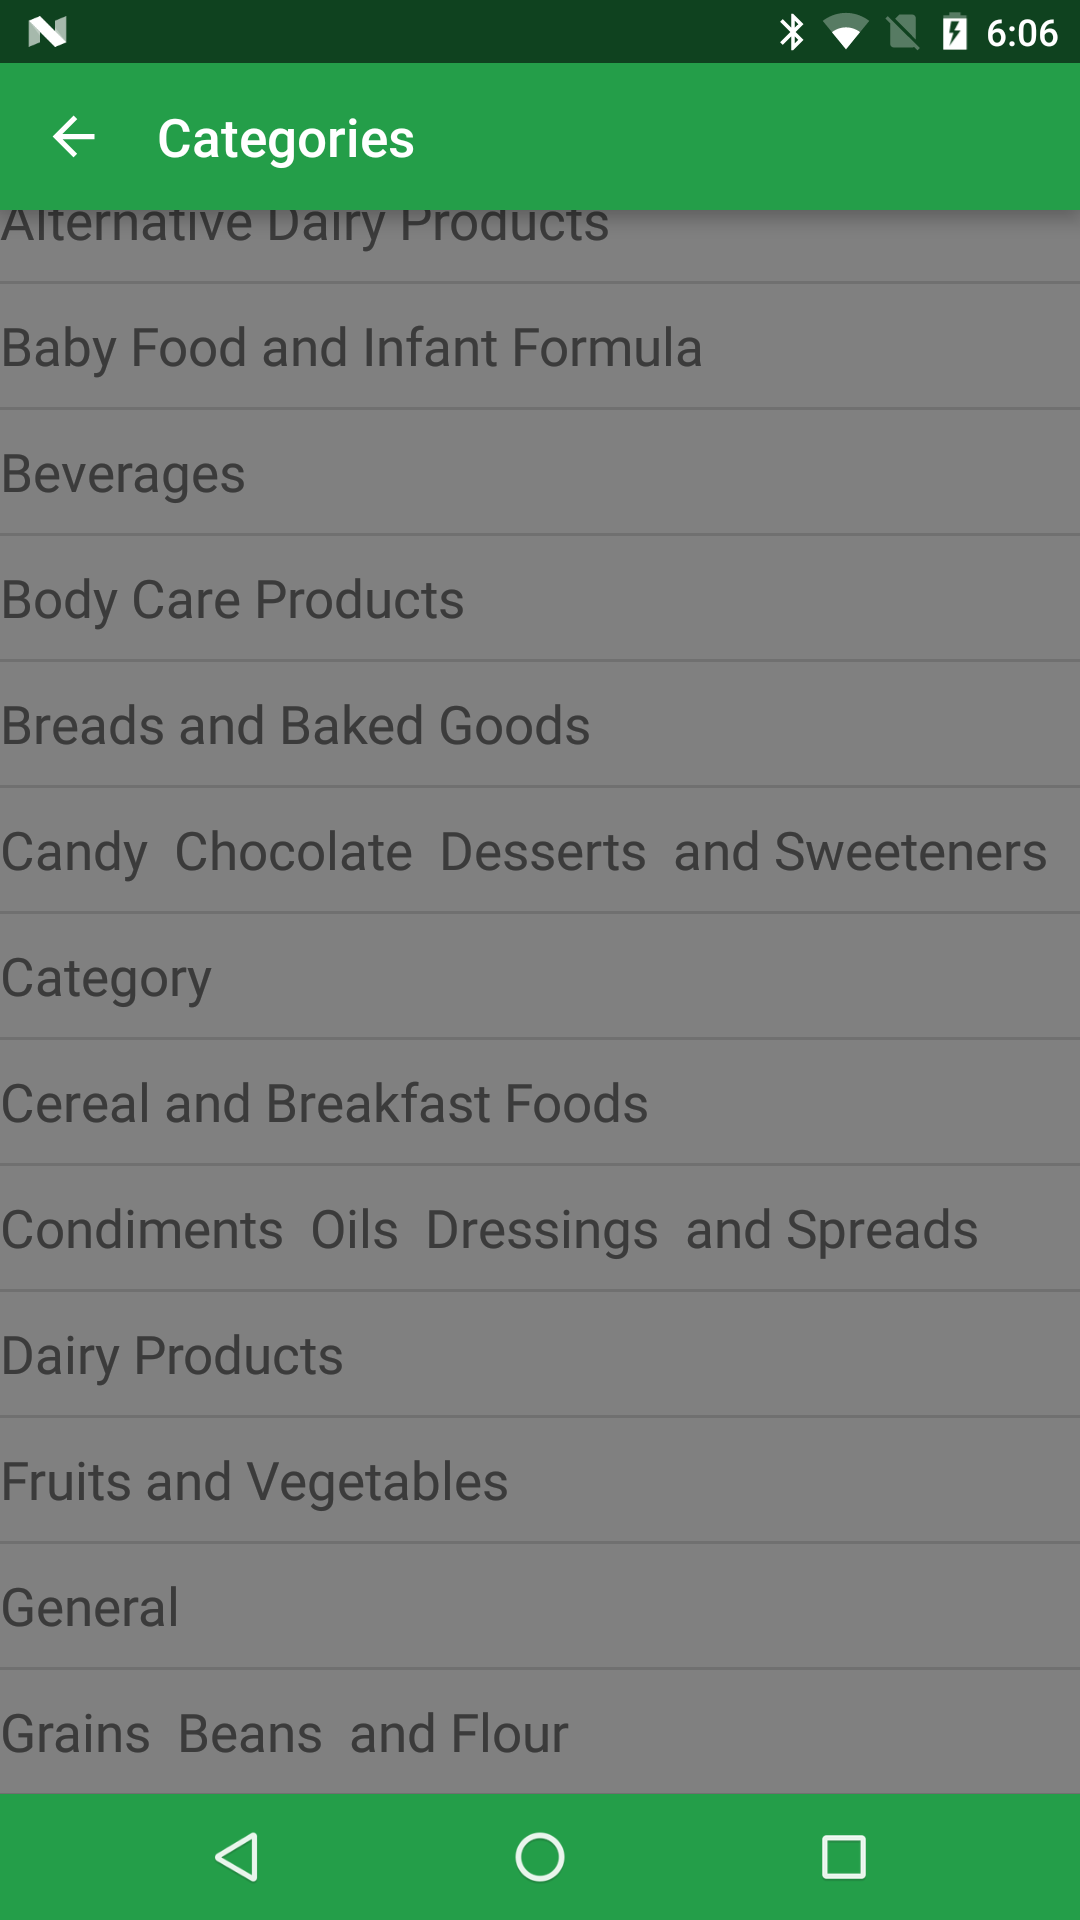 6:06
Categories
Alternative Dairy Products
Baby Food and Infant Formula
Beverages
Body Care Products
Breads and Baked Goods
Candy  Chocolate  Desserts  and Sweeteners
Category
Cereal and Breakfast Foods
Condiments  Oils  Dressings  and Spreads
Dairy Products
Fruits and Vegetables
General
Grains  Beans  and Flour